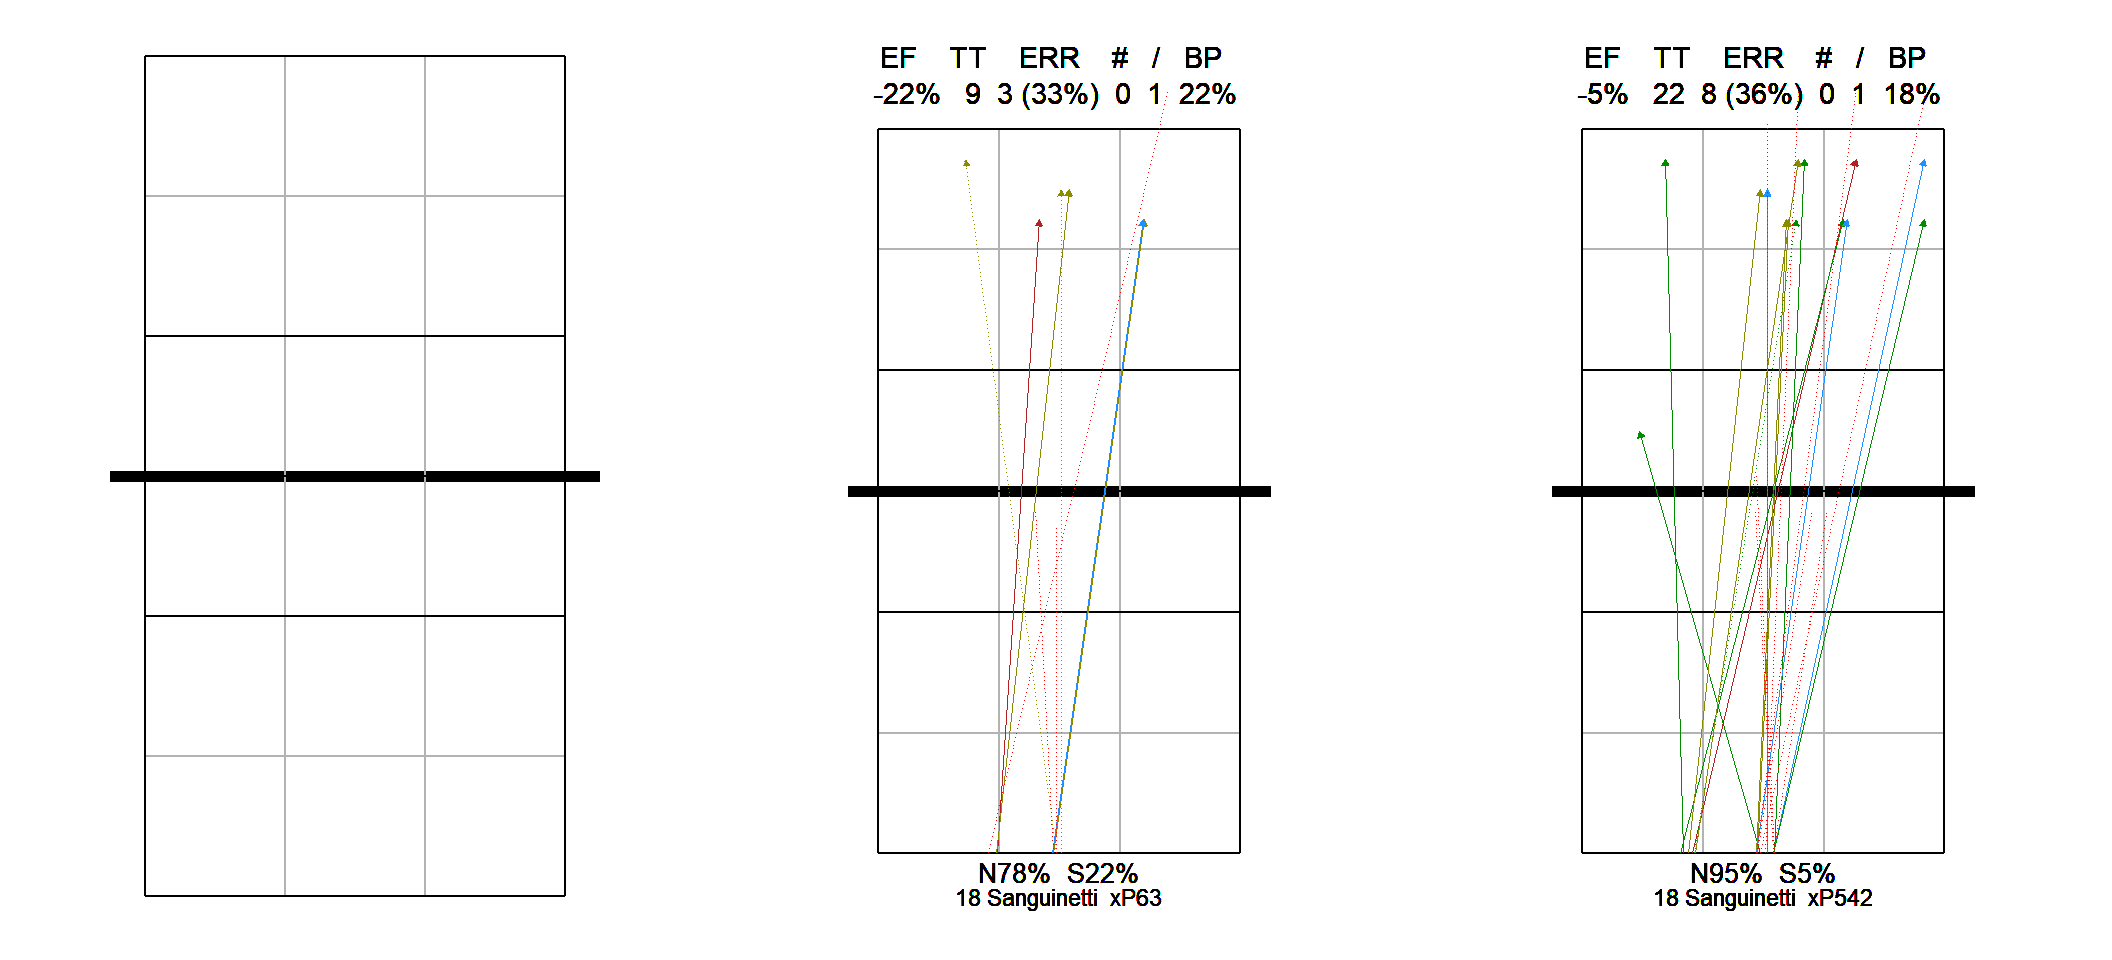 EF TT ERR # / BP
-22% 9 3 (33%) 0 1 22%
N78% S22%
18 Sanguinetti xP63
EF TT ERR # / BP
-5% 22 8 (36%) 0 1 18%
N95% S5%
18 Sanguinetti xP542